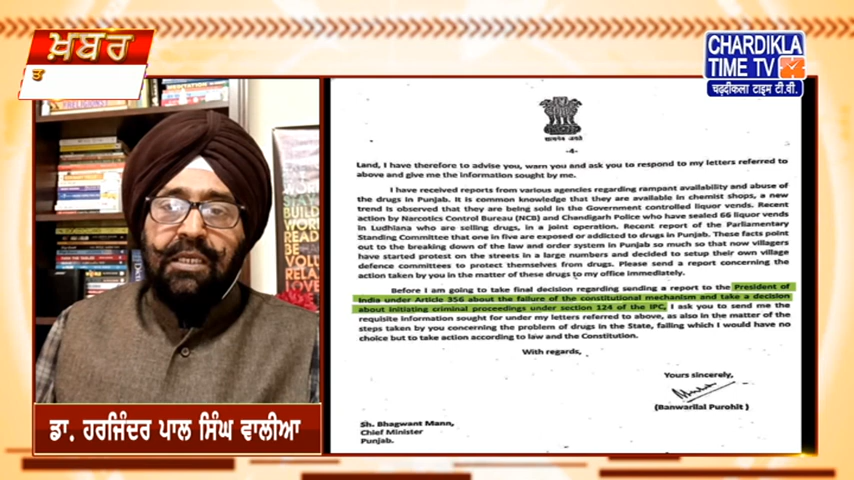 ਖ਼ਬਰ
ਤ
CHARDIKLA
TIME TV 24
ਚੜ੍ਹਦੀਕਲਾ ਟਾਈਮ ਟੀ.ਵੀ.
RELIGIONS
MEDITATION
सत्यमेव जयते
-4-
Land, I have therefore to advise you, warn you and ask you to respond to my letters referred to
above and give me the information sought by me.
I have received reports from various agencies regarding rampant availability and abuse of
the drugs in Punjab. It is common knowledge that they are available in chemist shops, a new
trend is observed that they are being sold in the Government controlled liquor vends. Recent
action by Narcotics Control Bureau (NCB) and Chandigarh Police who have sealed 66 liquor vends
in Ludhiana who are selling drugs, in a joint operation. Recent report of the Parliamentary
Standing Committee that one in five are exposed or addicted to drugs in Punjab. These facts point
out to the breaking down of the law and order system in Punjab so much so that now villagers
have started protest on the streets in a large numbers and decided to setup their own village
defence committees to protect themselves from drugs. Please send a report concerning the
action taken by you in the matter of these drugs to my office immediately.
Before I am going to take final decision regarding sending a report to the President of
India under Article 356 about the failure of the constitutional mechanism and take a decision
about initiating criminal proceedings under section 124 of the IPC, I ask you to send me the
requisite information sought for under my letters referred to above, as also in the matter of the
steps taken by you concerning the problem of drugs in the State, failing which I would have no
choice but to take action according to law and the Constitution.
With regards,
Yours sincerely,
(Banwarilal Purohit )
Sh. Bhagwant Mann,
Chief Minister
Punjab.
ਡਾ. ਹਰਜਿੰਦਰ ਪਾਲ ਸਿੰਘ ਵਾਲੀਆ